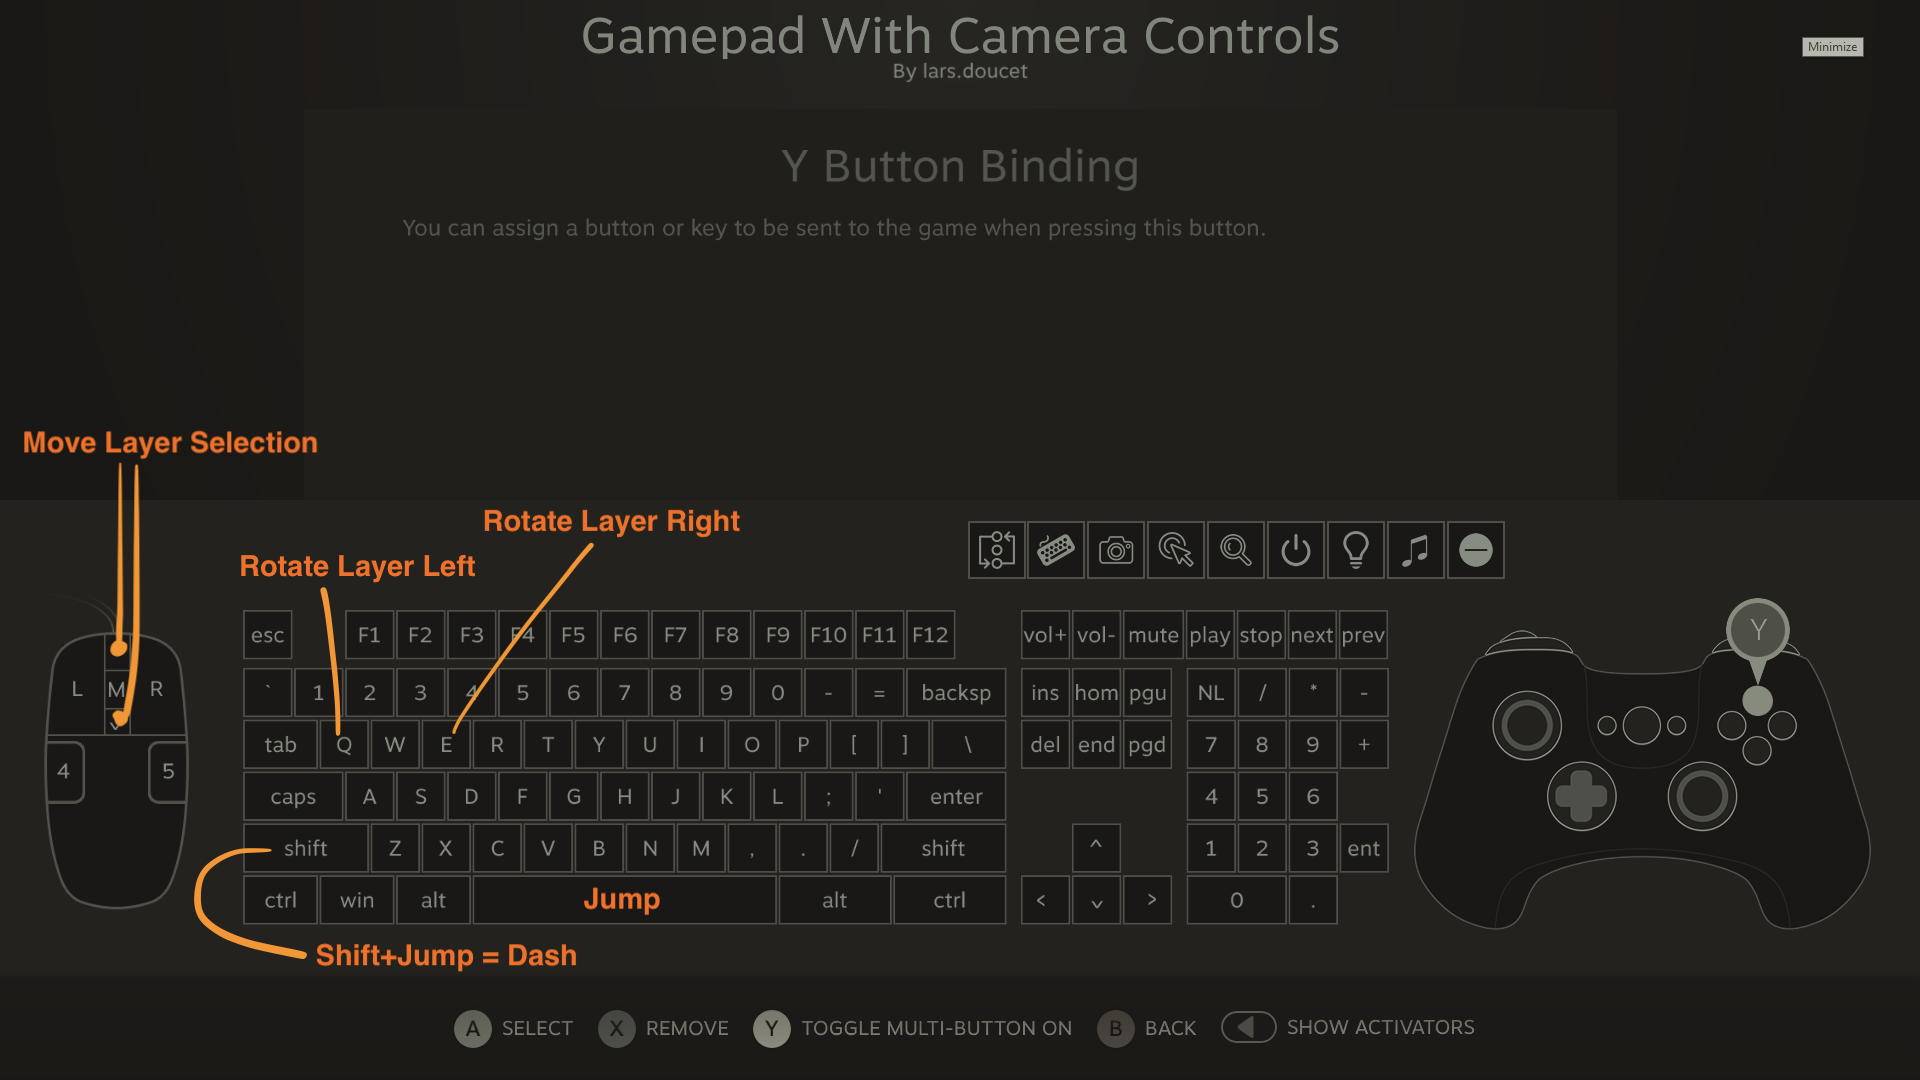 Gamepad With Camera Controls
By lars.doucet
Minimize
Y Button Binding
You can assign a button or key to be sent to the game when pressing this button.
Move Layer Selection
Rotate Layer Right
Rotate Layer Left
esc F1 F2 F3 F4 F5 F6 F7 F8 F9 F10 F11 F12 vol+ vol- mute play stop next prev
Y
L M R
` 1 2 3 4 5 6 7 8 9 0 - = backsp ins hom pgu NL / * -
tab Q W E R T Y U I O P [ ] \ del end pgd 7 8 9 +
4 5
caps A S D F G H J K L ; ' enter 4 5 6
shift Z X C V B N M , . / shift ^ 1 2 3 ent
ctrl win alt Jump alt ctrl < v > 0 .
Shift+Jump = Dash
A SELECT X REMOVE Y TOGGLE MULTI-BUTTON ON B BACK SHOW ACTIVATORS